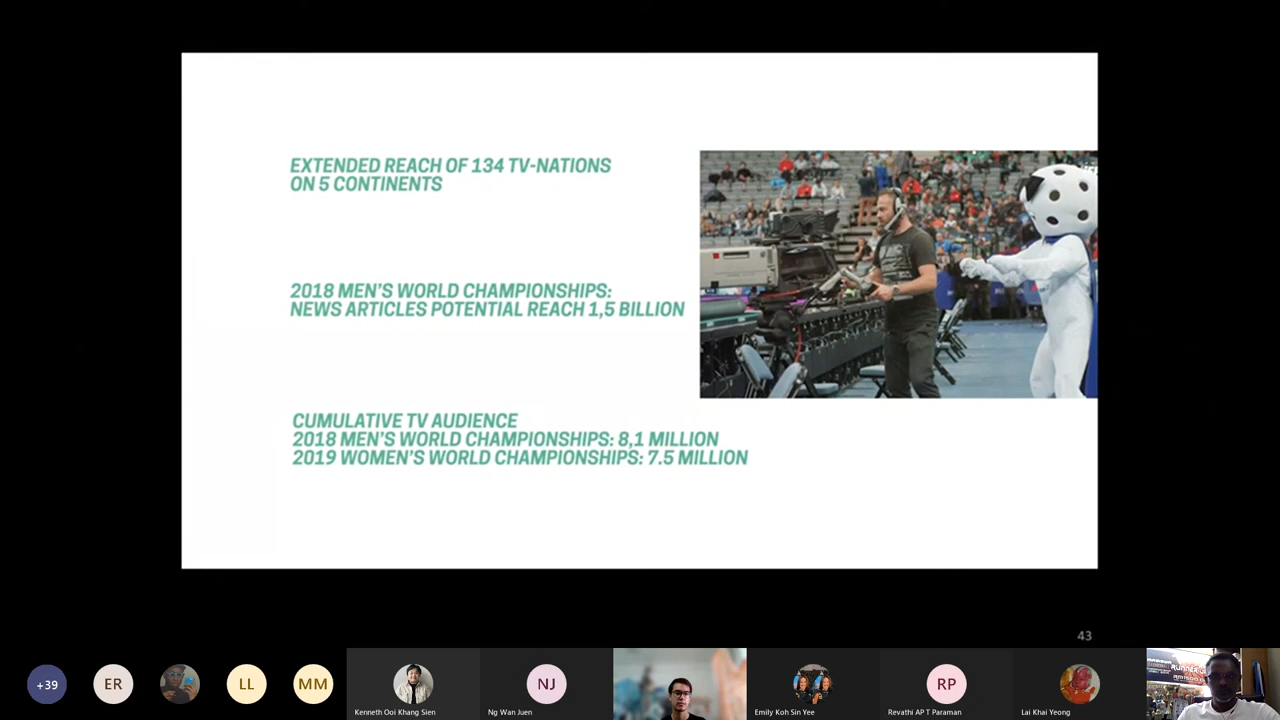 EXTENDED REACH OF 134 TV-NATIONS
ON 5 CONTINENTS
2018 MEN'S WORLD CHAMPIONSHIPS:
NEWS ARTICLES POTENTIAL REACH 1,5 BILLION
CUMULATIVE TV AUDIENCE
2018 MEN'S WORLD CHAMPIONSHIPS: 8,1 MILLION
2019 WOMEN'S WORLD CHAMPIONSHIPS: 7.5 MILLION
43
+39
ER
LL
MM
NJ
RP
Kenneth Ooi Khang Sien
Ng Wan Juen
Emily Koh Sin Yee
Revathi AP T Paraman
Lai Khai Yeong